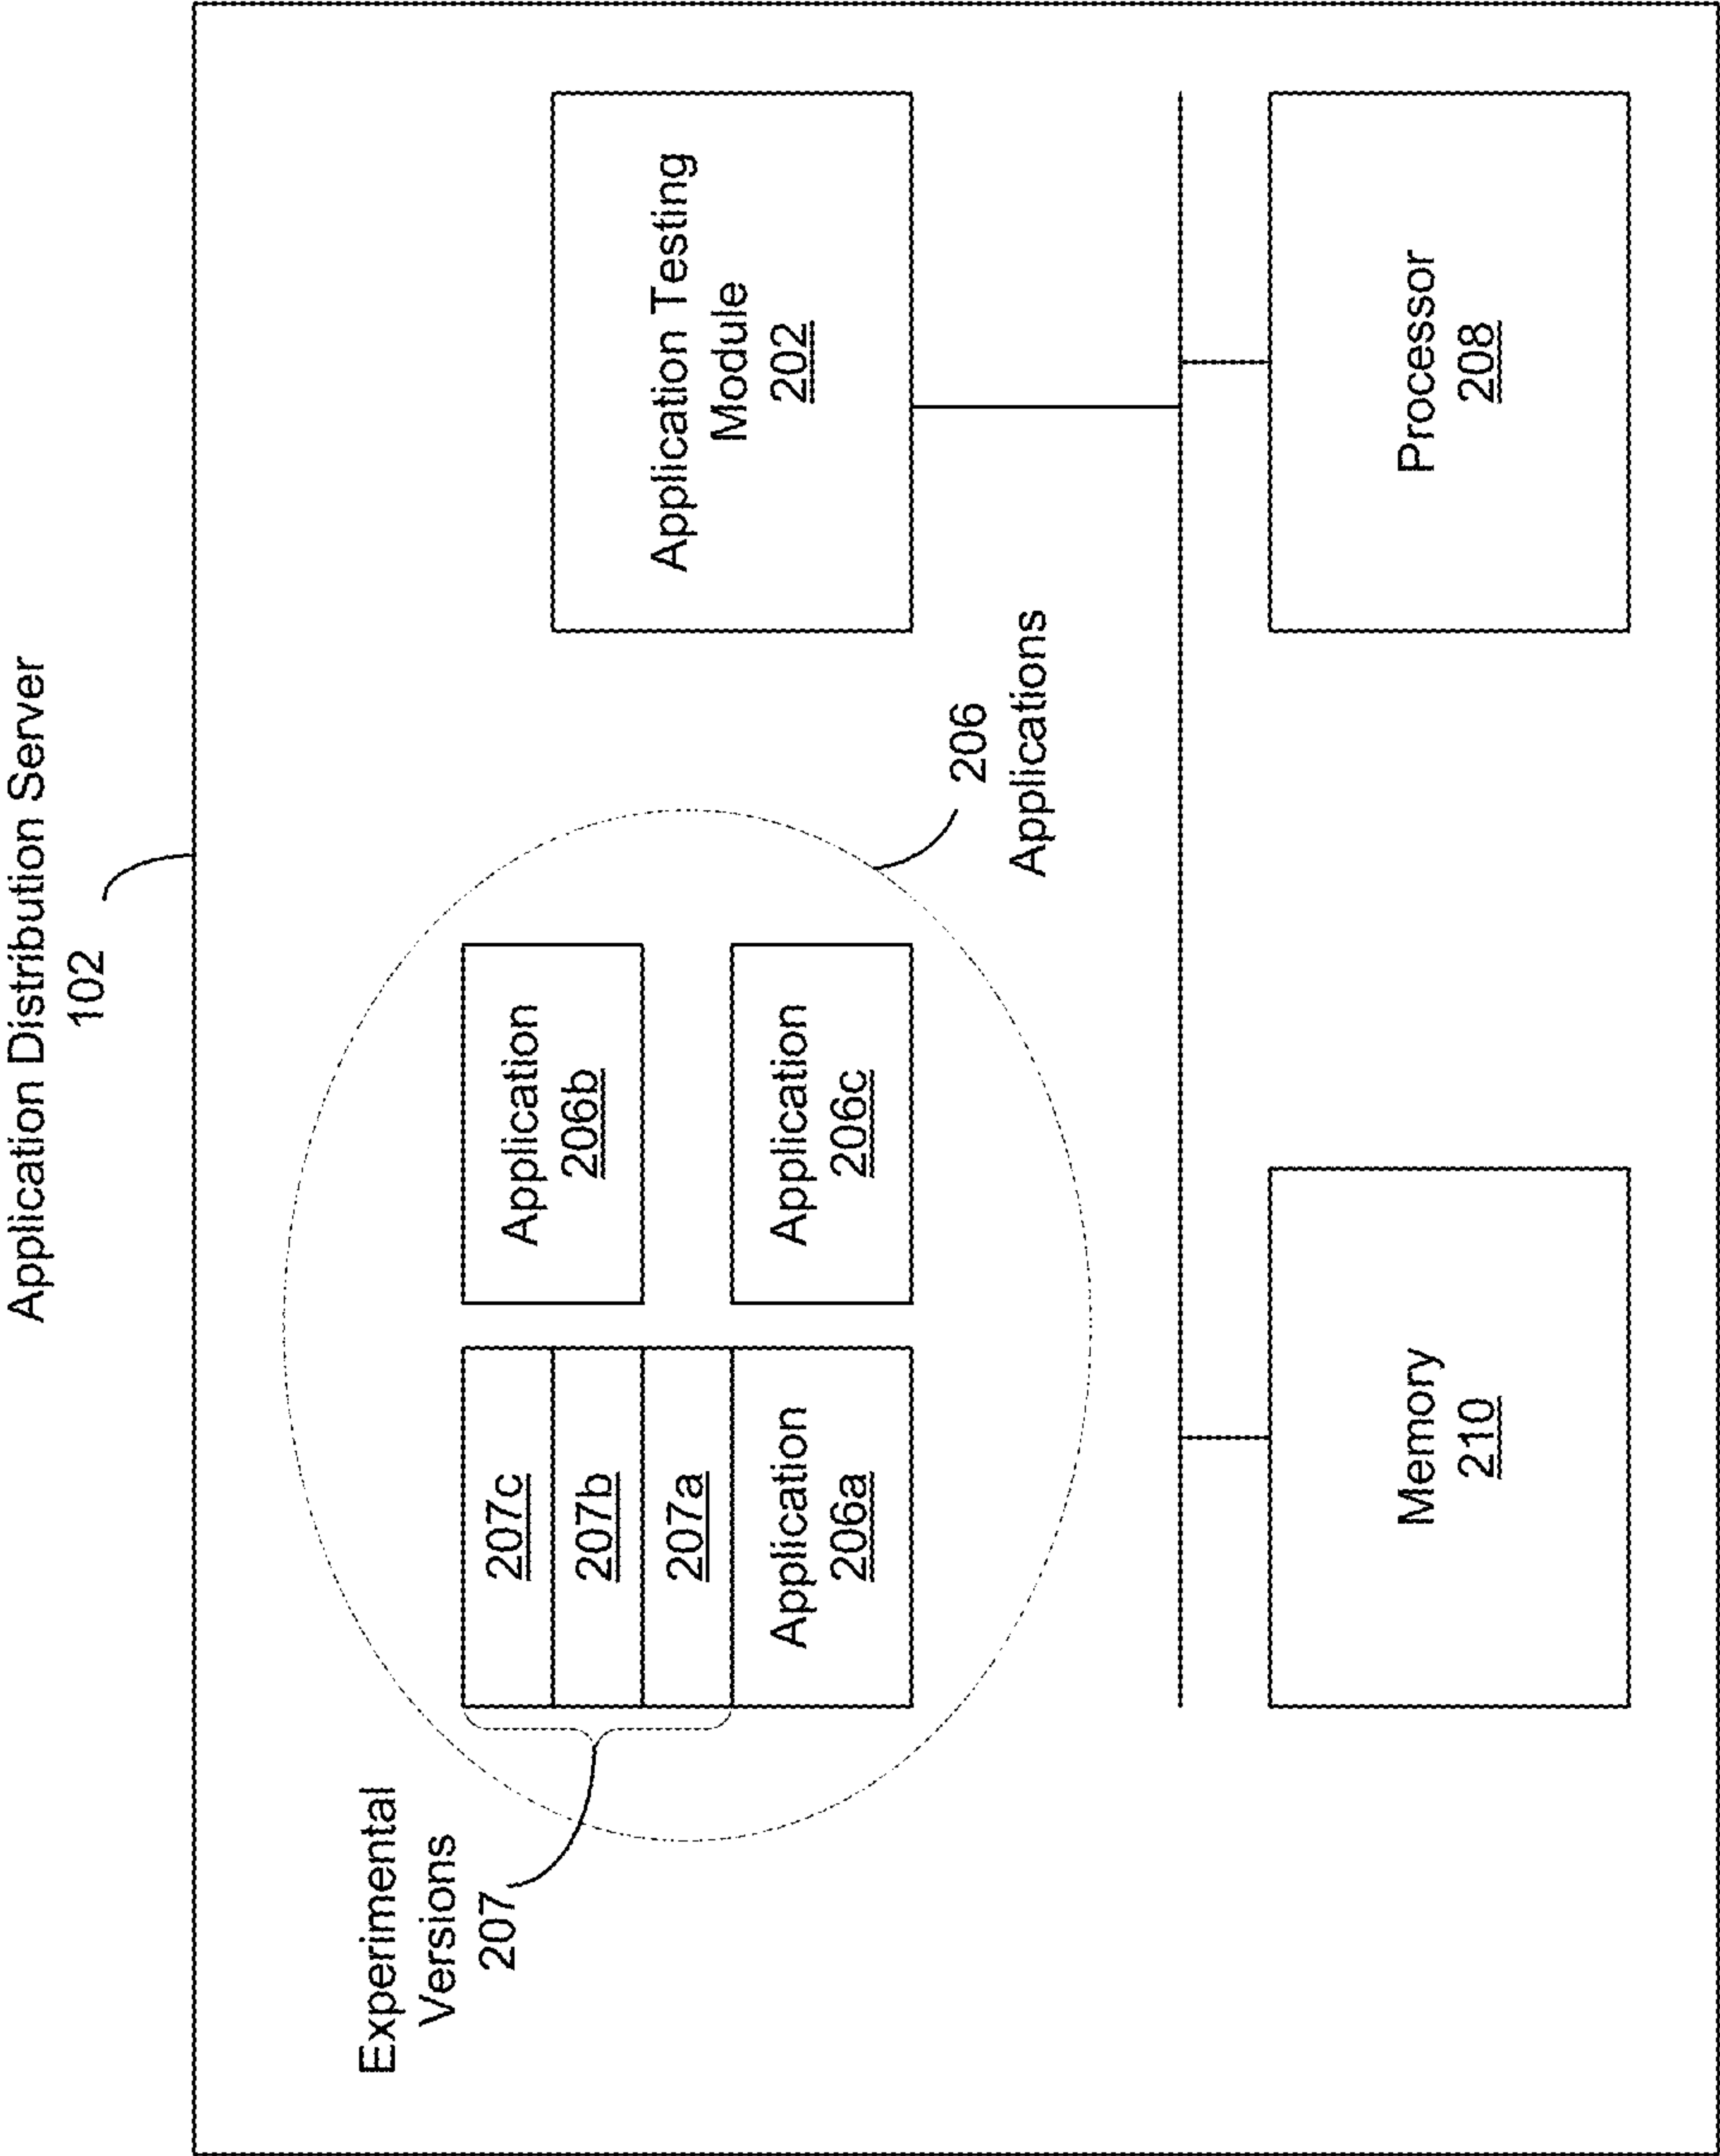 Application Distribution Server
102
Experimental
Versions
207
207c
207b
207a
Application
206a
Application
206b
Application
206c
206
Applications
Application Testing
Module
202
Memory
210
Processor
208